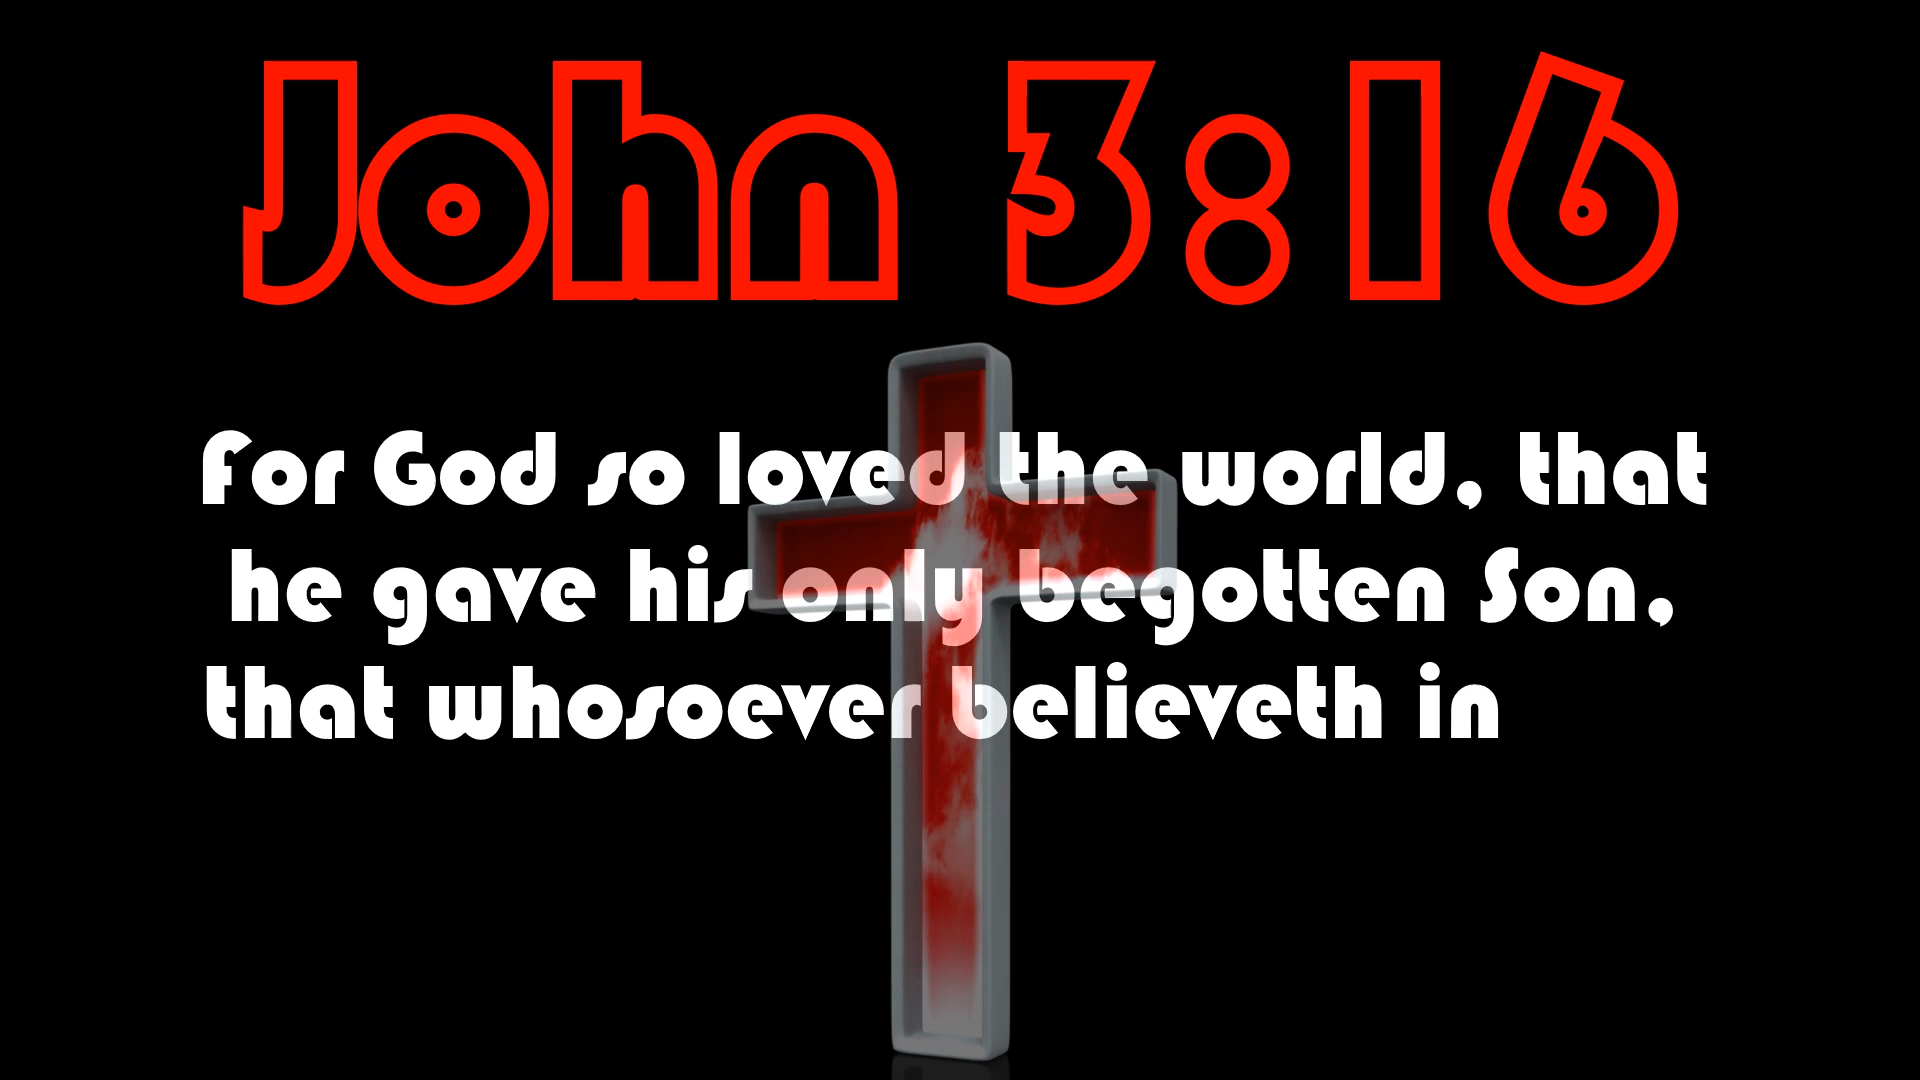 John 3:16
For God so loved the world, that
he gave his only begotten Son,
that whosoever believeth in